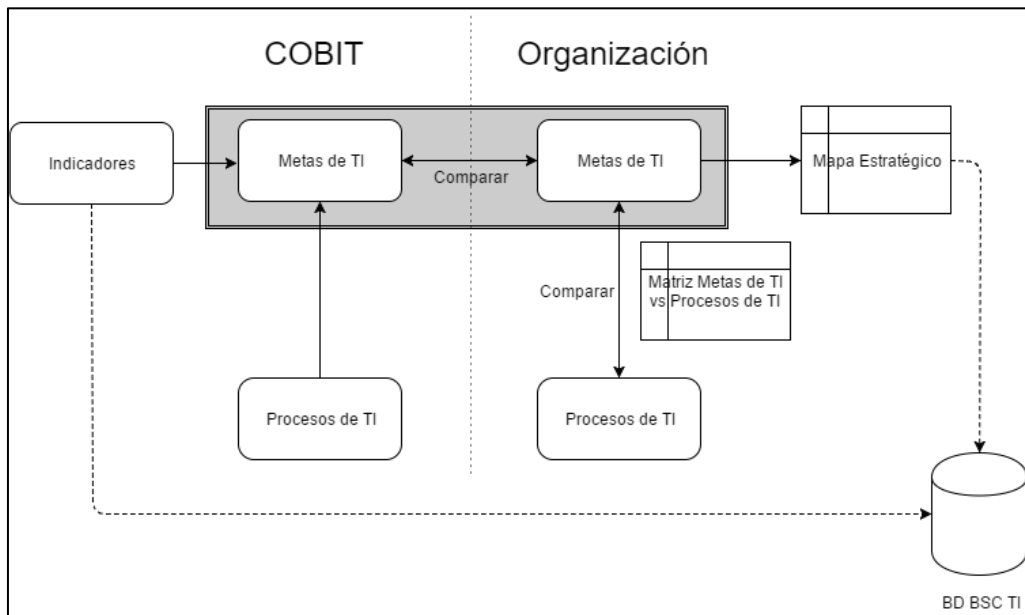 COBIT
Organización
Indicadores
Metas de TI
Comparar
Metas de TI
Mapa Estratégico
Comparar
Matriz Metas de TI
vs Procesos de TI
Procesos de TI
Procesos de TI
BD BSC TI